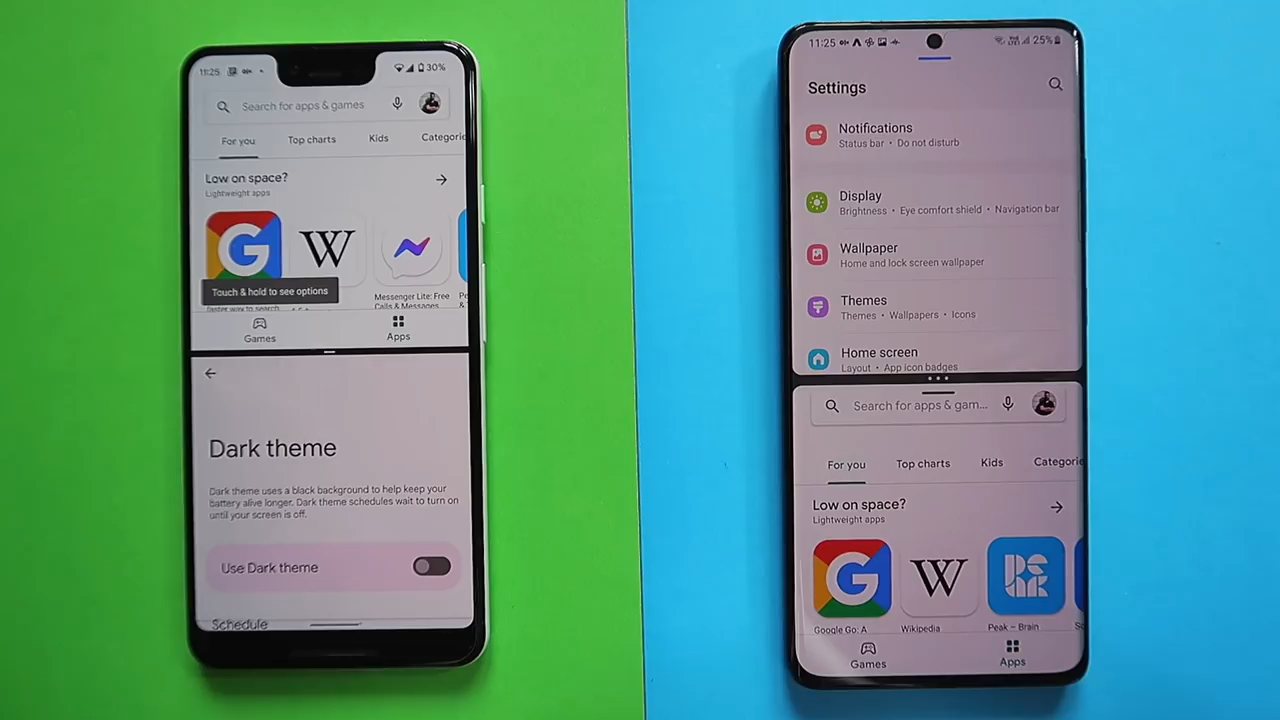 11:25
30%
Search for apps & games
For you
Top charts
Kids
Categorie
Low on space?
Lightweight apps
G
W
Touch & hold to see options
Messenger Lite: Free
Calls & Messages
Games
Apps
Dark theme
Dark theme uses a black background to help keep your
battery alive longer. Dark theme schedules wait to turn on
until your screen is off.
Use Dark theme
Schedule
11:25
25%
Settings
Notifications
Status bar • Do not disturb
Display
Brightness • Eye comfort shield • Navigation bar
Wallpaper
Home and lock screen wallpaper
Themes
Themes • Wallpapers • Icons
Home screen
Layout • App icon badges
Search for apps & gam...
For you
Top charts
Kids
Categorie
Low on space?
Lightweight apps
G
W
PEAK
Google Go: A
Wikipedia
Peak – Brain
Games
Apps